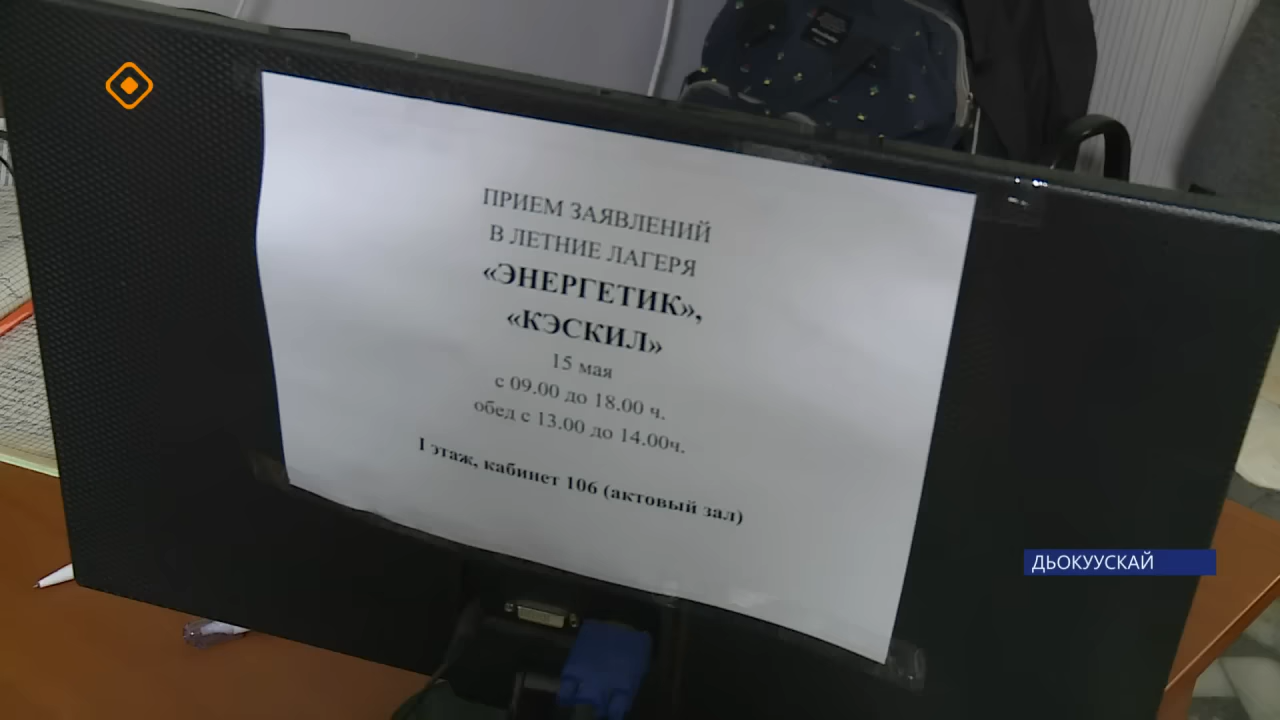 ПРИЕМ ЗАЯВЛЕНИЙ
В ЛЕТНИЕ ЛАГЕРЯ
«ЭНЕРГЕТИК»,
«КЭСКИЛ»
15 мая
с 09.00 до 18.00 ч.
обед с 13.00 до 14.00ч.
I этаж, кабинет 106 (актовый зал)
ДЬОКУУСКАЙ